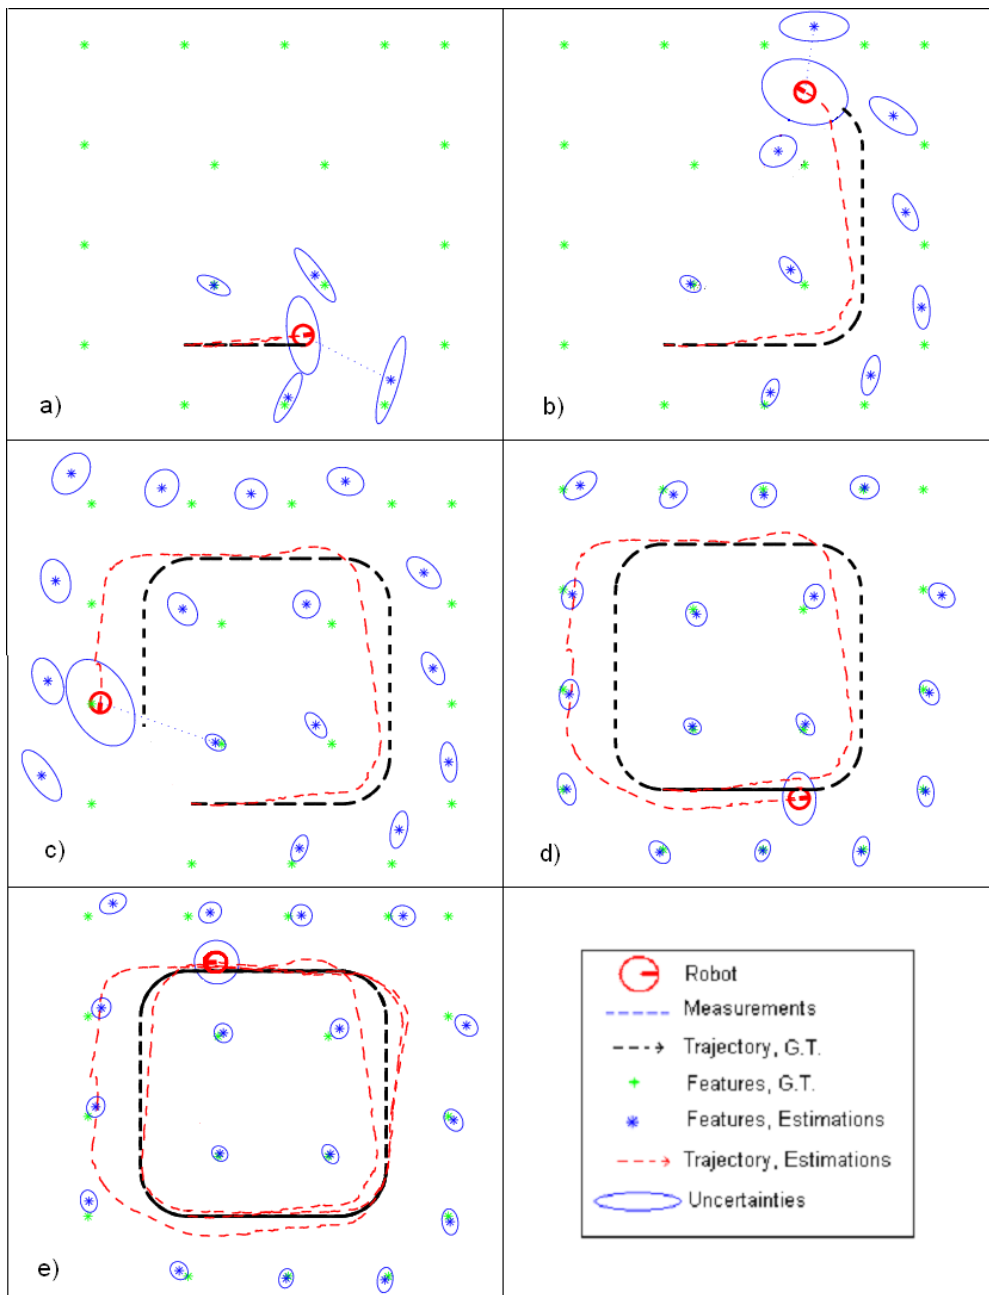 a)
b)
c)
d)
e)
Robot
Measurements
Trajectory, G.T.
Features, G.T.
Features, Estimations
Trajectory, Estimations
Uncertainties